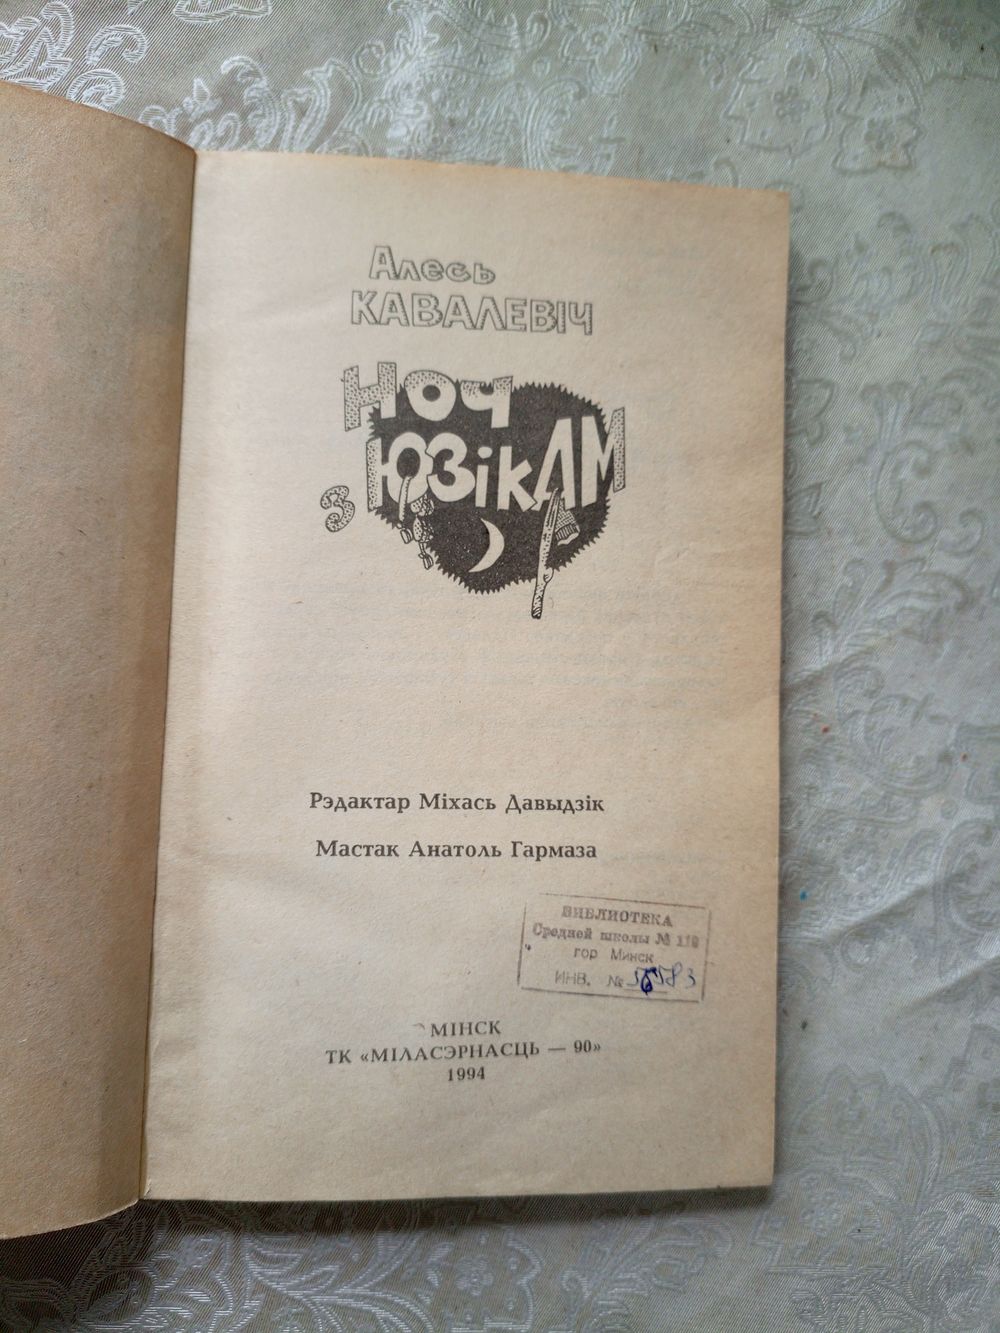 Алесь
КАВАЛЕВІЧ
Ноч
з ЮЗікАМ
Рэдактар Міхась Давыдзік
Мастак Анатоль Гармаза
БИБЛИОТЕКА
Средней школы №
гор Минск
ИНВ. №
МІНСК
ТК «МІЛАСЭРНАСЦЬ — 90»
1994